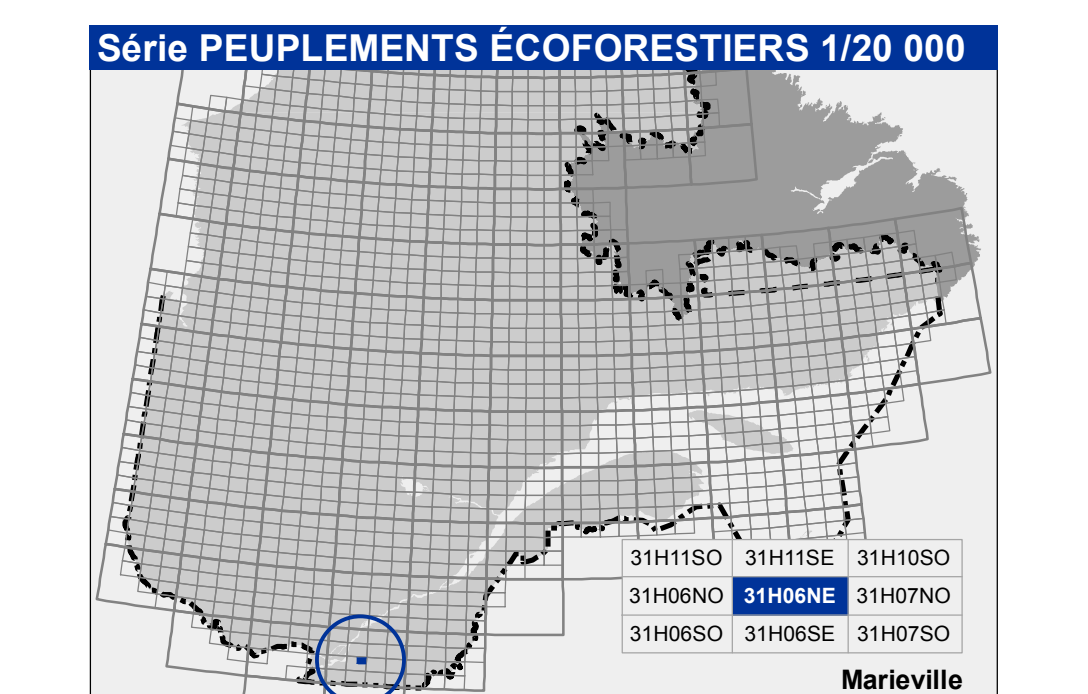 Série PEUPLEMENTS ÉCOFORESTIERS 1/20 000
31H11SO 31H11SE 31H10SO
31H06NO 31H06NE 31H07NO
31H06SO 31H06SE 31H07SO
Marieville